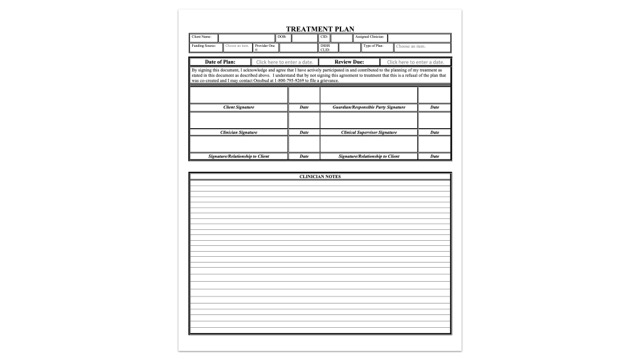 TREATMENT PLAN
Client Name: DOB: CID: Assigned Clinician:
Funding Source: Choose an item. Provider One # DBHR CUID: Type of Plan: Choose an item.
Date of Plan: Click here to enter a date. Review Due: Click here to enter a date.
By signing this document, I acknowledge and agree that I have actively participated in and contributed to the planning of my treatment as
stated in this document as described above. I understand that by not signing this agreement to treatment that this is a refusal of the plan that
was co-created and I may contact Ombuds at 1-800-795-9269 to file a grievance.
Client Signature Date Guardian/Responsible Party Signature Date
Clinician Signature Date Clinical Supervisor Signature Date
Signature/Relationship to Client Date Signature/Relationship to Client Date
CLINICIAN NOTES